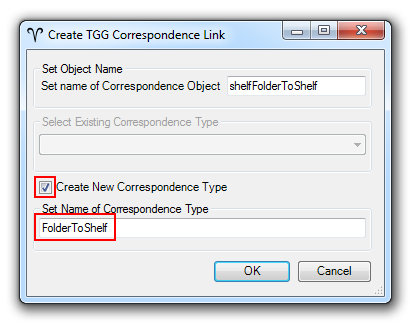 Create TGG Correspondence Link
Set Object Name
Set name of Correspondence Object shelfFolderToShelf
Select Existing Correspondence Type
Create New Correspondence Type
Set Name of Correspondence Type
FolderToShelf
OK Cancel